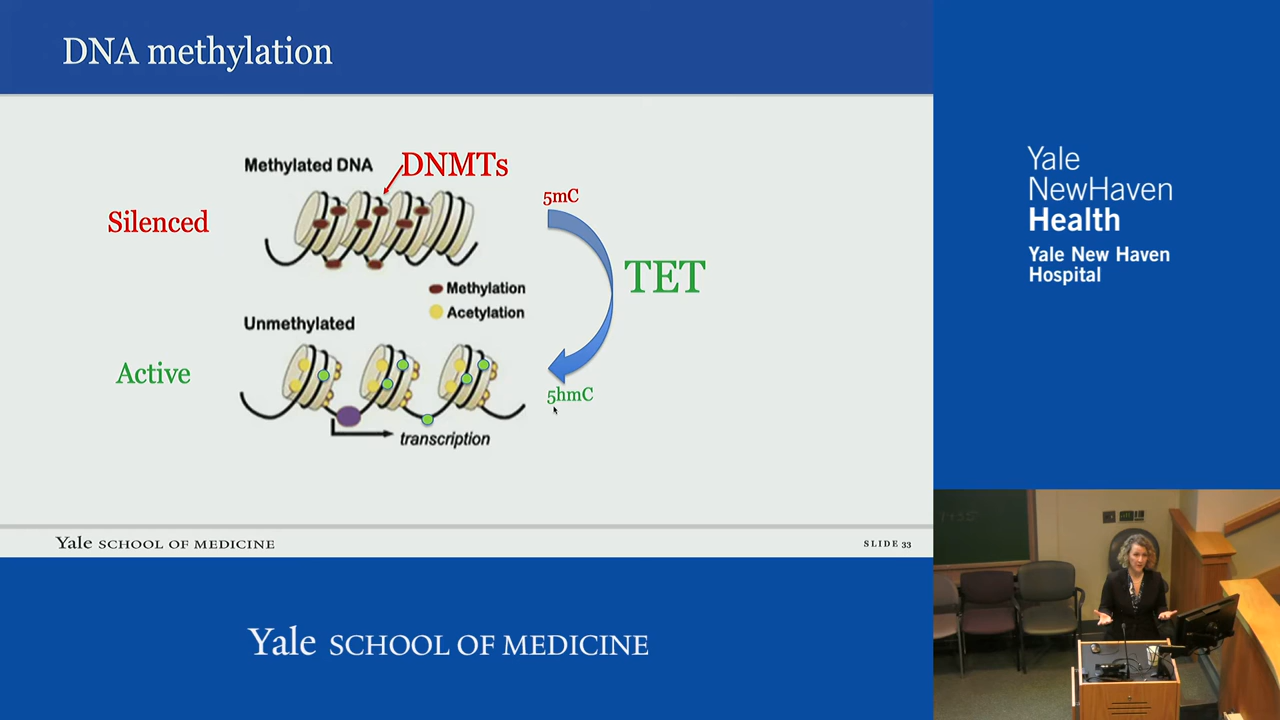 DNA methylation
Methylated DNA
DNMTs
Silenced
5mC
TET
Methylation
Acetylation
Unmethylated
Active
5hmC
transcription
Yale SCHOOL OF MEDICINE
SLIDE 33
Yale
NewHaven
Health
Yale New Haven
Hospital
Yale SCHOOL OF MEDICINE